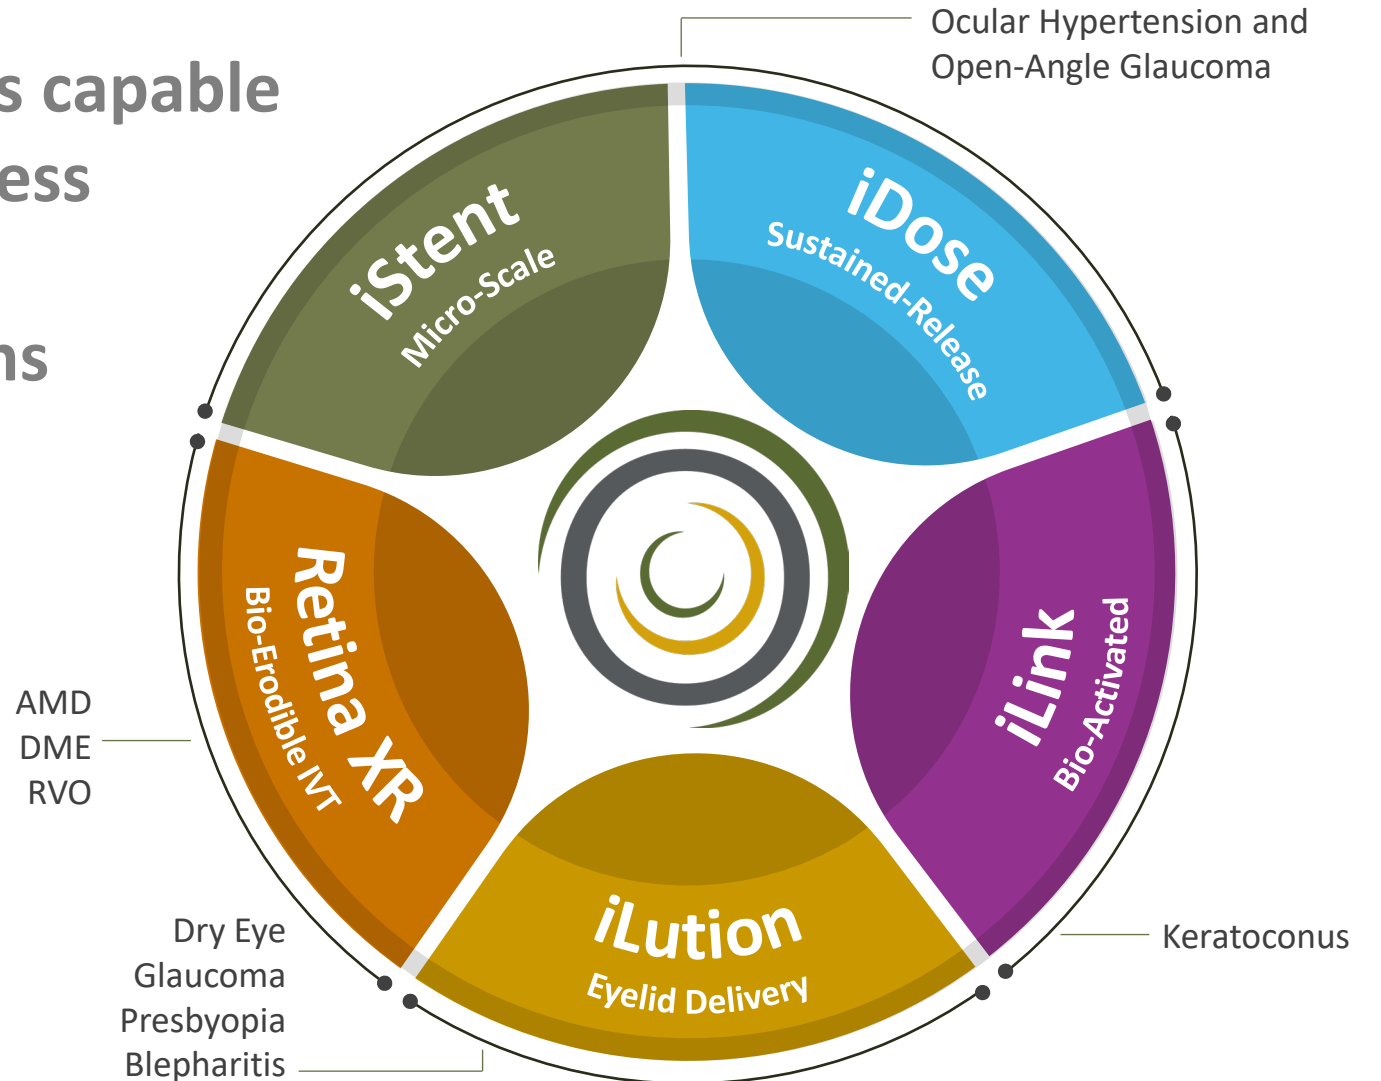 s capable
ess
ns
Ocular Hypertension and
Open-Angle Glaucoma
iStent
Micro-Scale
iDose
Sustained-Release
iLink
Bio-Activated
Keratoconus
iLution
Eyelid Delivery
Dry Eye
Glaucoma
Presbyopia
Blepharitis
Retina XR
Bio-Erodible IVT
AMD
DME
RVO